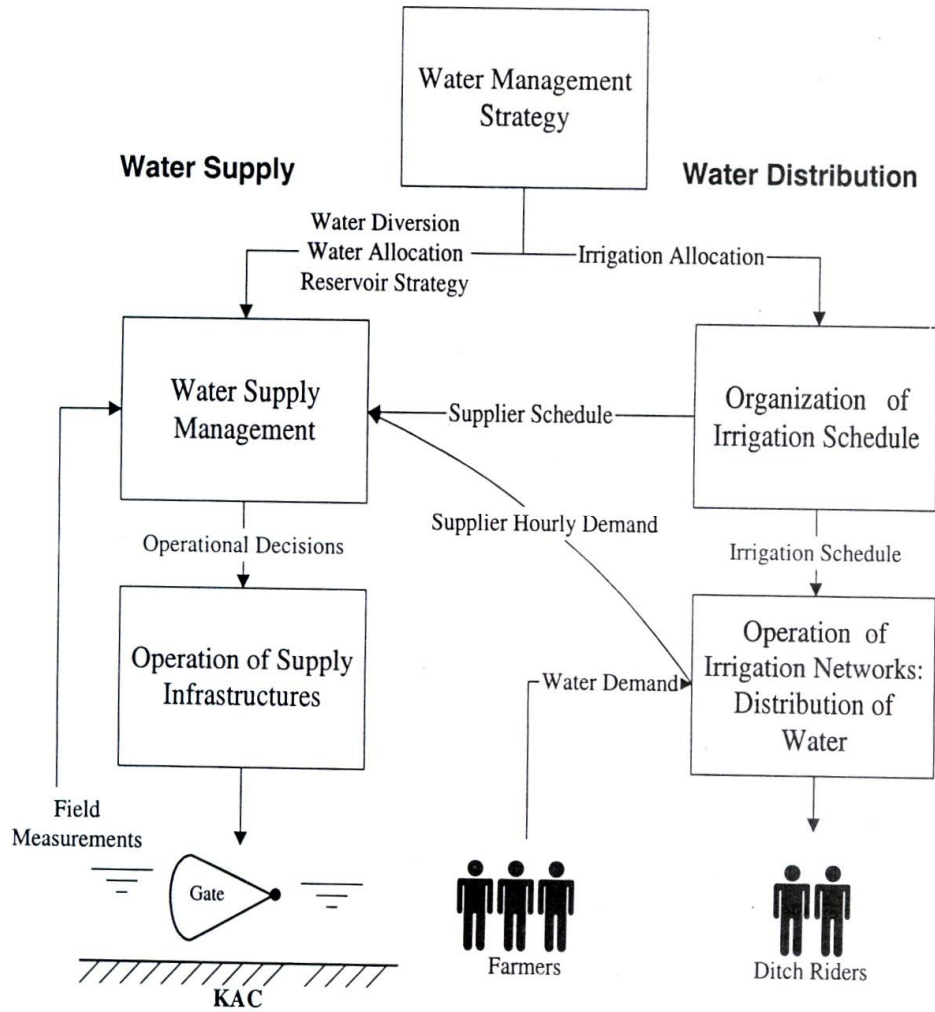 Water Management
Strategy
Water Supply
Water Distribution
Water Diversion
Water Allocation
Reservoir Strategy
Irrigation Allocation
Water Supply
Management
Supplier Schedule
Organization of
Irrigation Schedule
Supplier Hourly Demand
Operational Decisions
Irrigation Schedule
Operation of Supply
Infrastructures
Operation of
Irrigation Networks:
Distribution of
Water
Water Demand
Field
Measurements
Gate
Farmers
Ditch Riders
KAC